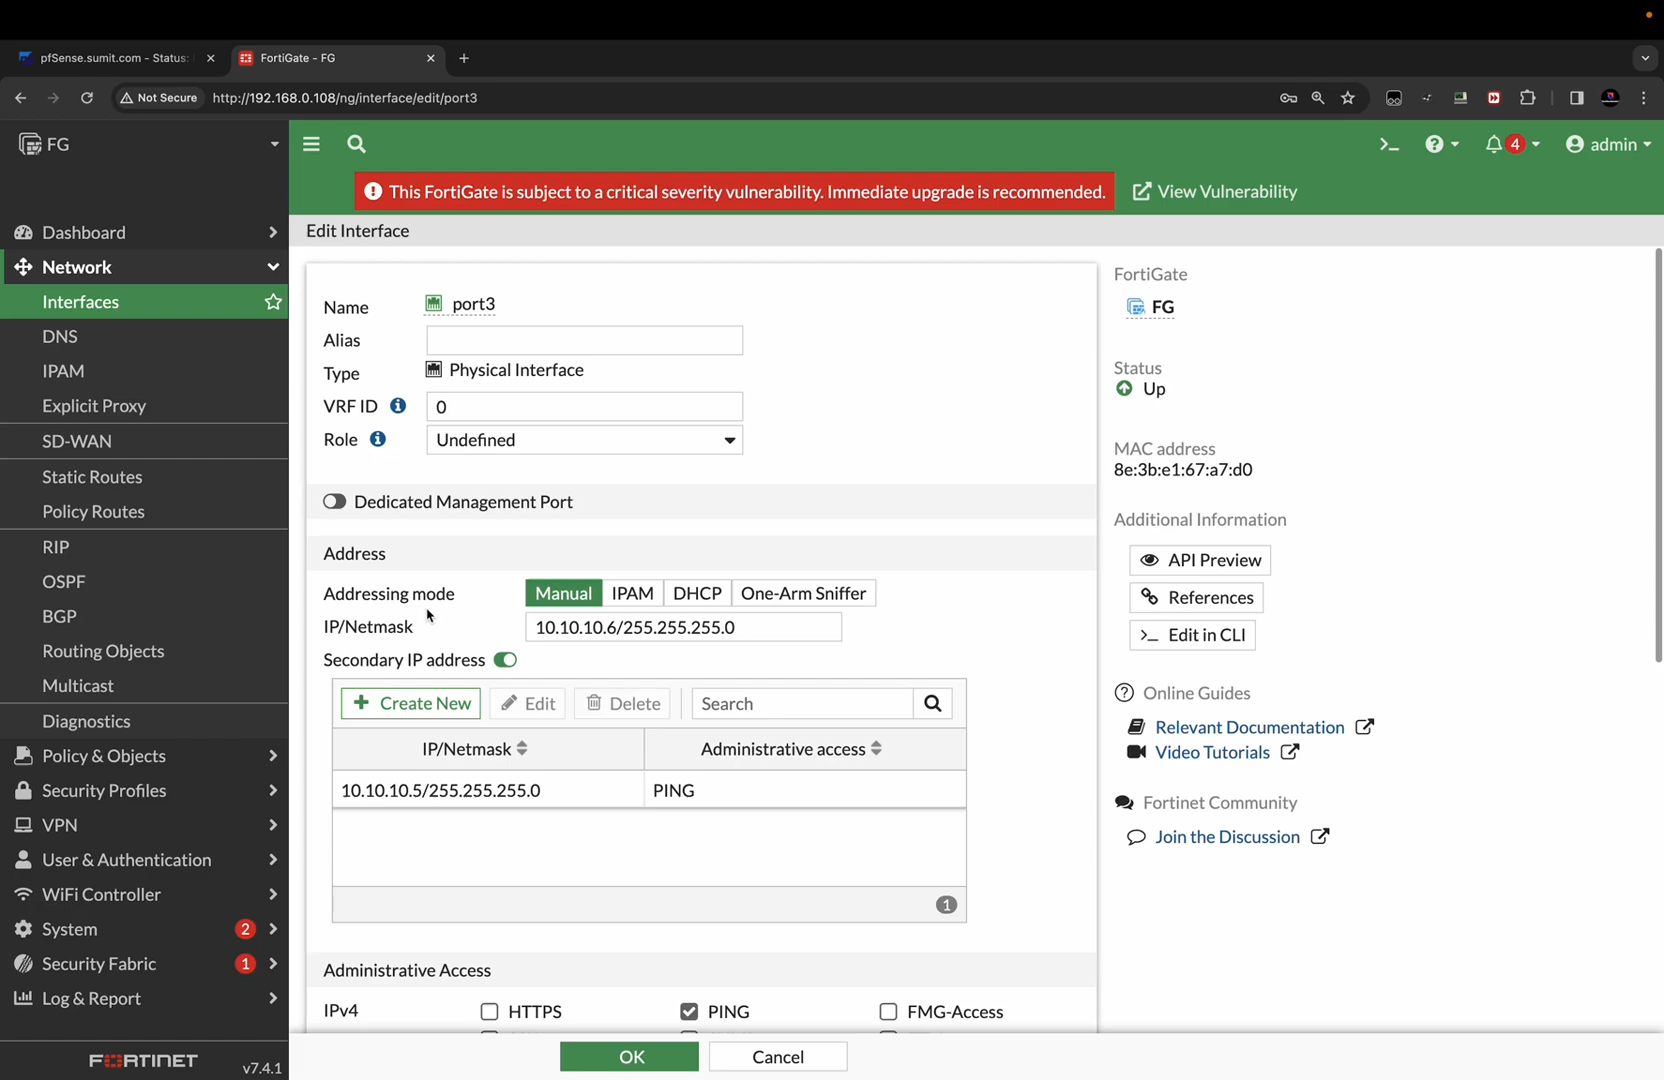 pfSense.sumit.com - Status:
FortiGate - FG
Not Secure
http://192.168.0.108/ng/interface/edit/port3
FG
4
admin
This FortiGate is subject to a critical severity vulnerability. Immediate upgrade is recommended.
View Vulnerability
Dashboard
Network
Interfaces
DNS
IPAM
Explicit Proxy
SD-WAN
Static Routes
Policy Routes
RIP
OSPF
BGP
Routing Objects
Multicast
Diagnostics
Policy & Objects
Security Profiles
VPN
User & Authentication
WiFi Controller
System 2
Security Fabric 1
Log & Report
FORTINET v7.4.1
Edit Interface
Name port3
Alias
Type Physical Interface
VRF ID 0
Role Undefined
Dedicated Management Port
Address
Addressing mode Manual IPAM DHCP One-Arm Sniffer
IP/Netmask 10.10.10.6/255.255.255.0
Secondary IP address
Create New Edit Delete Search
IP/Netmask Administrative access
10.10.10.5/255.255.255.0 PING
1
Administrative Access
IPv4 HTTPS PING FMG-Access
OK Cancel
FortiGate
FG
Status
Up
MAC address
8e:3b:e1:67:a7:d0
Additional Information
API Preview
References
Edit in CLI
Online Guides
Relevant Documentation
Video Tutorials
Fortinet Community
Join the Discussion